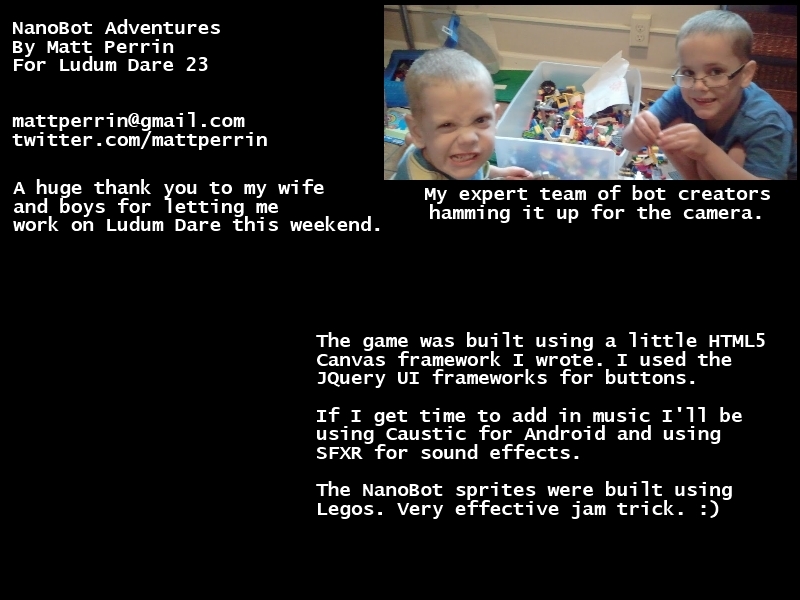 NanoBot Adventures
By Matt Perrin
For Ludum Dare 23
mattperrin@gmail.com
twitter.com/mattperrin
A huge thank you to my wife
and boys for letting me
work on Ludum Dare this weekend.
My expert team of bot creators
hamming it up for the camera.
The game was built using a little HTML5
Canvas framework I wrote. I used the
JQuery UI frameworks for buttons.
If I get time to add in music I'll be
using Caustic for Android and using
SFXR for sound effects.
The NanoBot sprites were built using
Legos. Very effective jam trick. :)